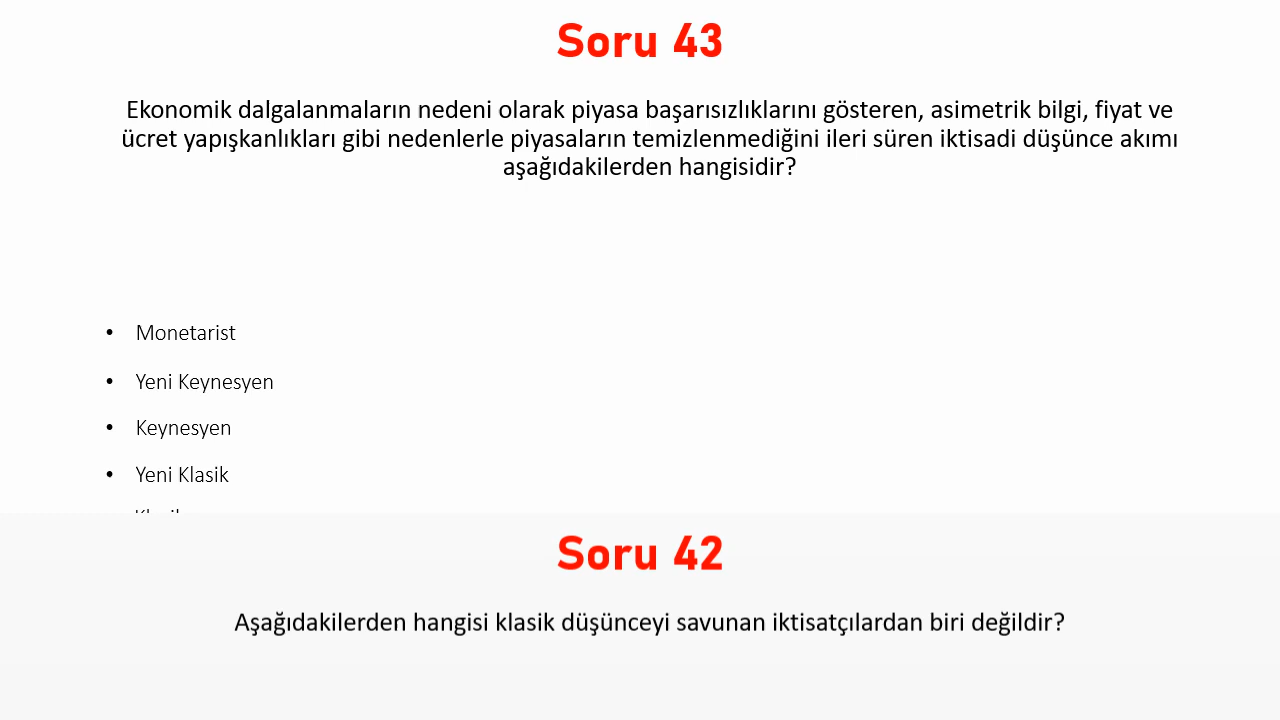 Soru 43
Ekonomik dalgalanmaların nedeni olarak piyasa başarısızlıklarını gösteren, asimetrik bilgi, fiyat ve
ücret yapışkanlıkları gibi nedenlerle piyasaların temizlenmediğini ileri süren iktisadi düşünce akımı
aşağıdakilerden hangisidir?
• Monetarist
• Yeni Keynesyen
• Keynesyen
• Yeni Klasik
Soru 42
Aşağıdakilerden hangisi klasik düşünceyi savunan iktisatçılardan biri değildir?